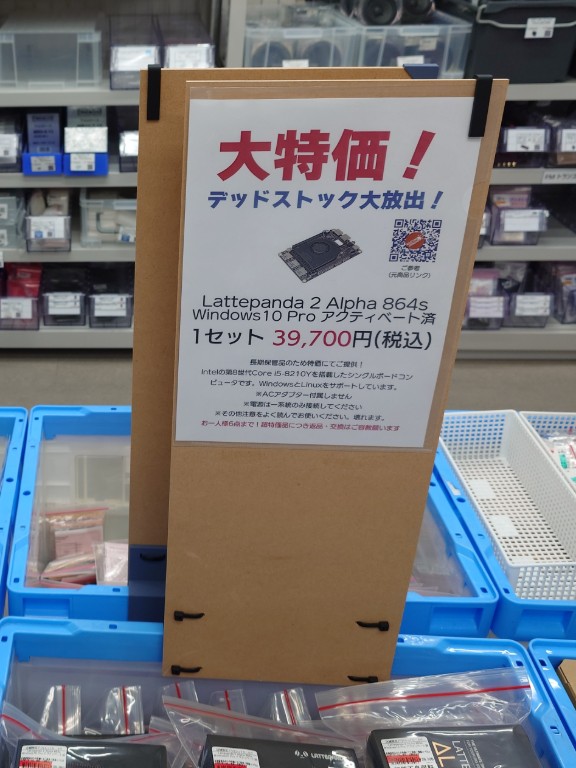 大特価！
デッドストック大放出！
ご参考
(元商品リンク)
Lattepanda 2 Alpha 864s
Windows10 Pro アクティベート済
1セット 39,700円(税込)
長期保管品のため特価にてご提供！
Intelの第8世代Core i5-8210Yを搭載したシングルボードコン
ピュータです。WindowsとLinuxをサポートしています。
※ACアダプター付属しません
※電源は一系統のみ接続してください
※その他注意をよく読んでお使いください。壊れます。
お一人様6点まで！超特価品につき返品・交換はご容赦願います